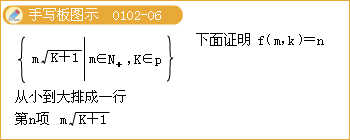 手写板图示 0102-06
{m√K+1 | m∈N₊,K∈p}
下面证明 f(m,k)=n
从小到大排成一行
第n项 m√K+1